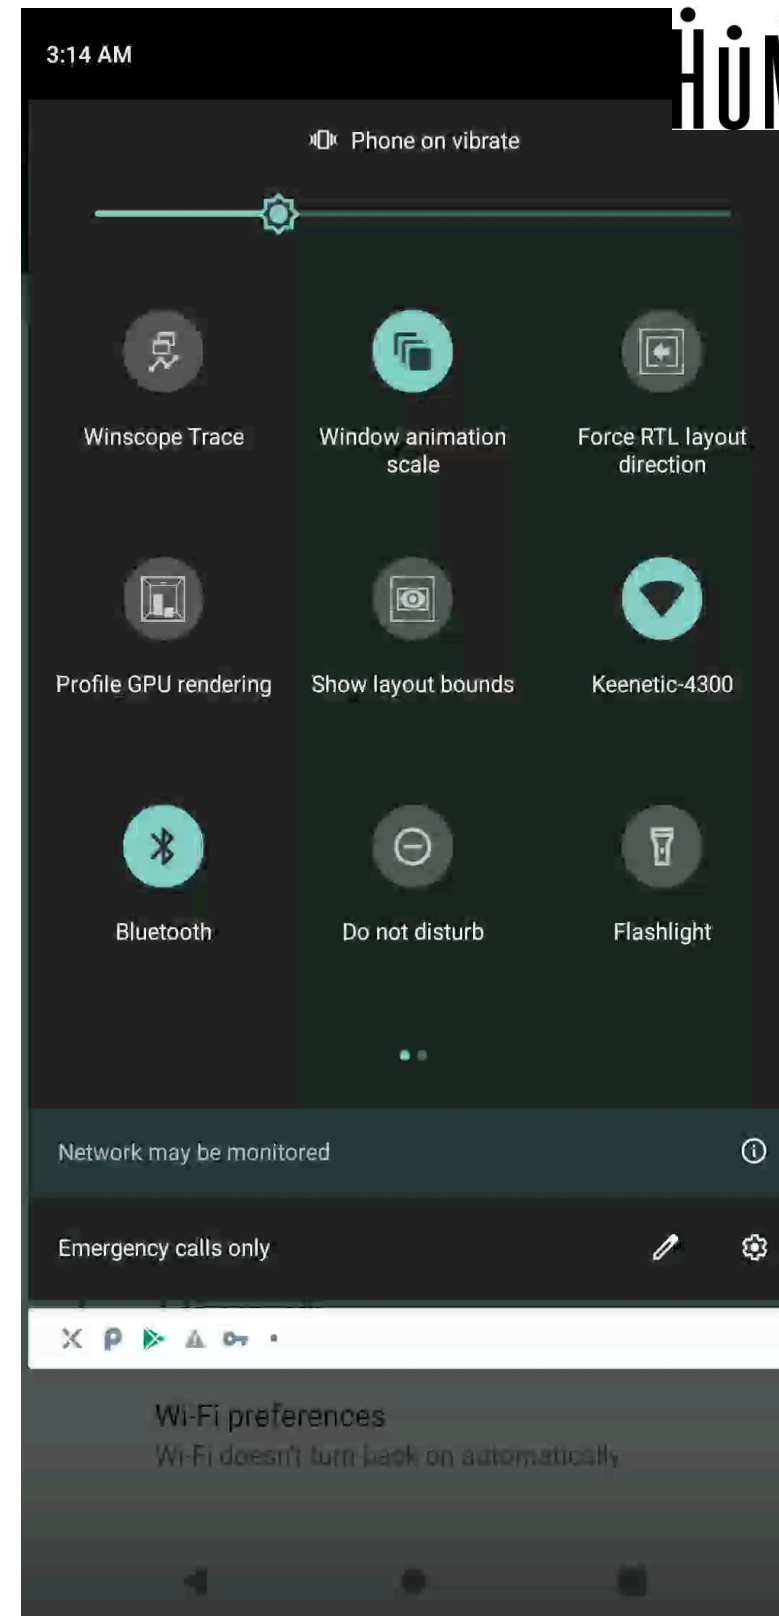 3:14 AM
HUM
Phone on vibrate
Winscope Trace
Window animation
scale
Force RTL layout
direction
Profile GPU rendering
Show layout bounds
Keenetic-4300
Bluetooth
Do not disturb
Flashlight
Network may be monitored
Emergency calls only
Wi-Fi preferences
Wi-Fi doesn't turn back on automatically